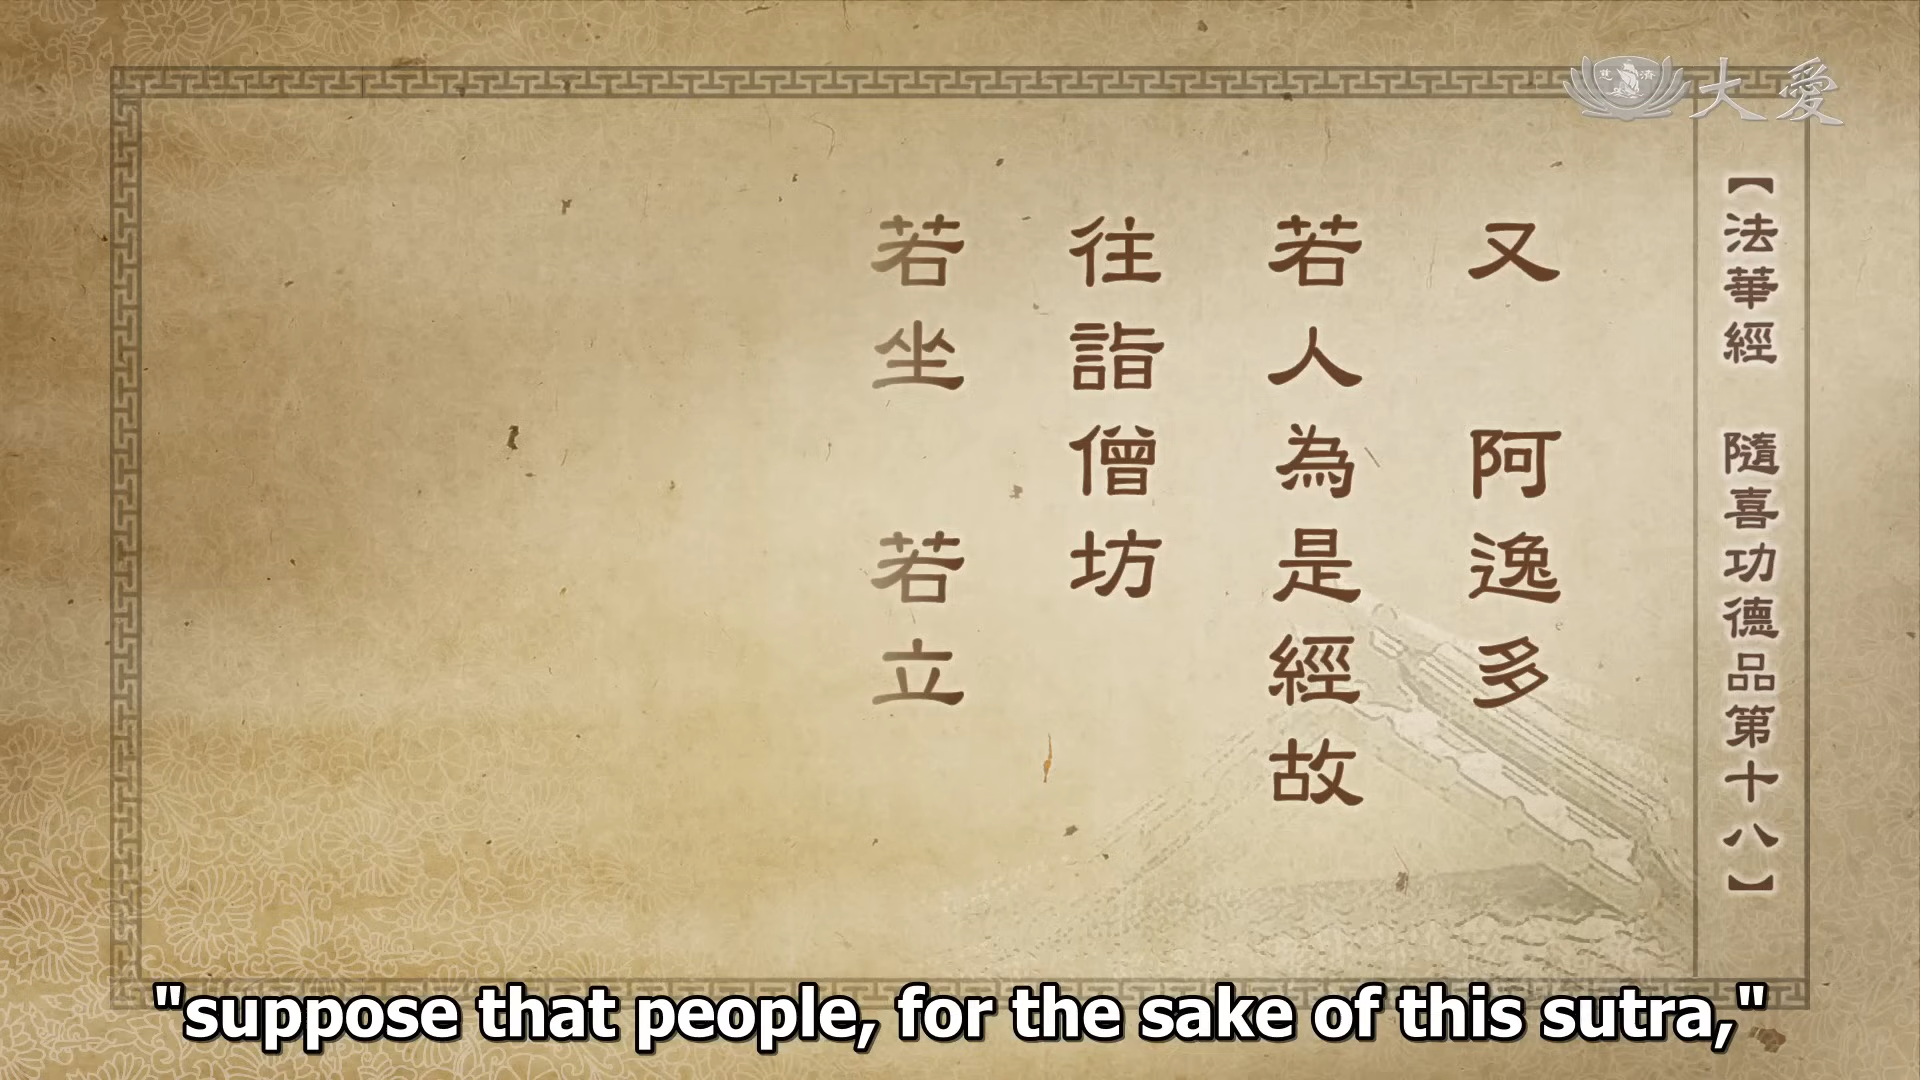 大愛
慈濟
【法華經 隨喜功德品第十八】
又 阿逸多
若人為是經故
往詣僧坊
若坐 若立
"suppose that people, for the sake of this sutra,"